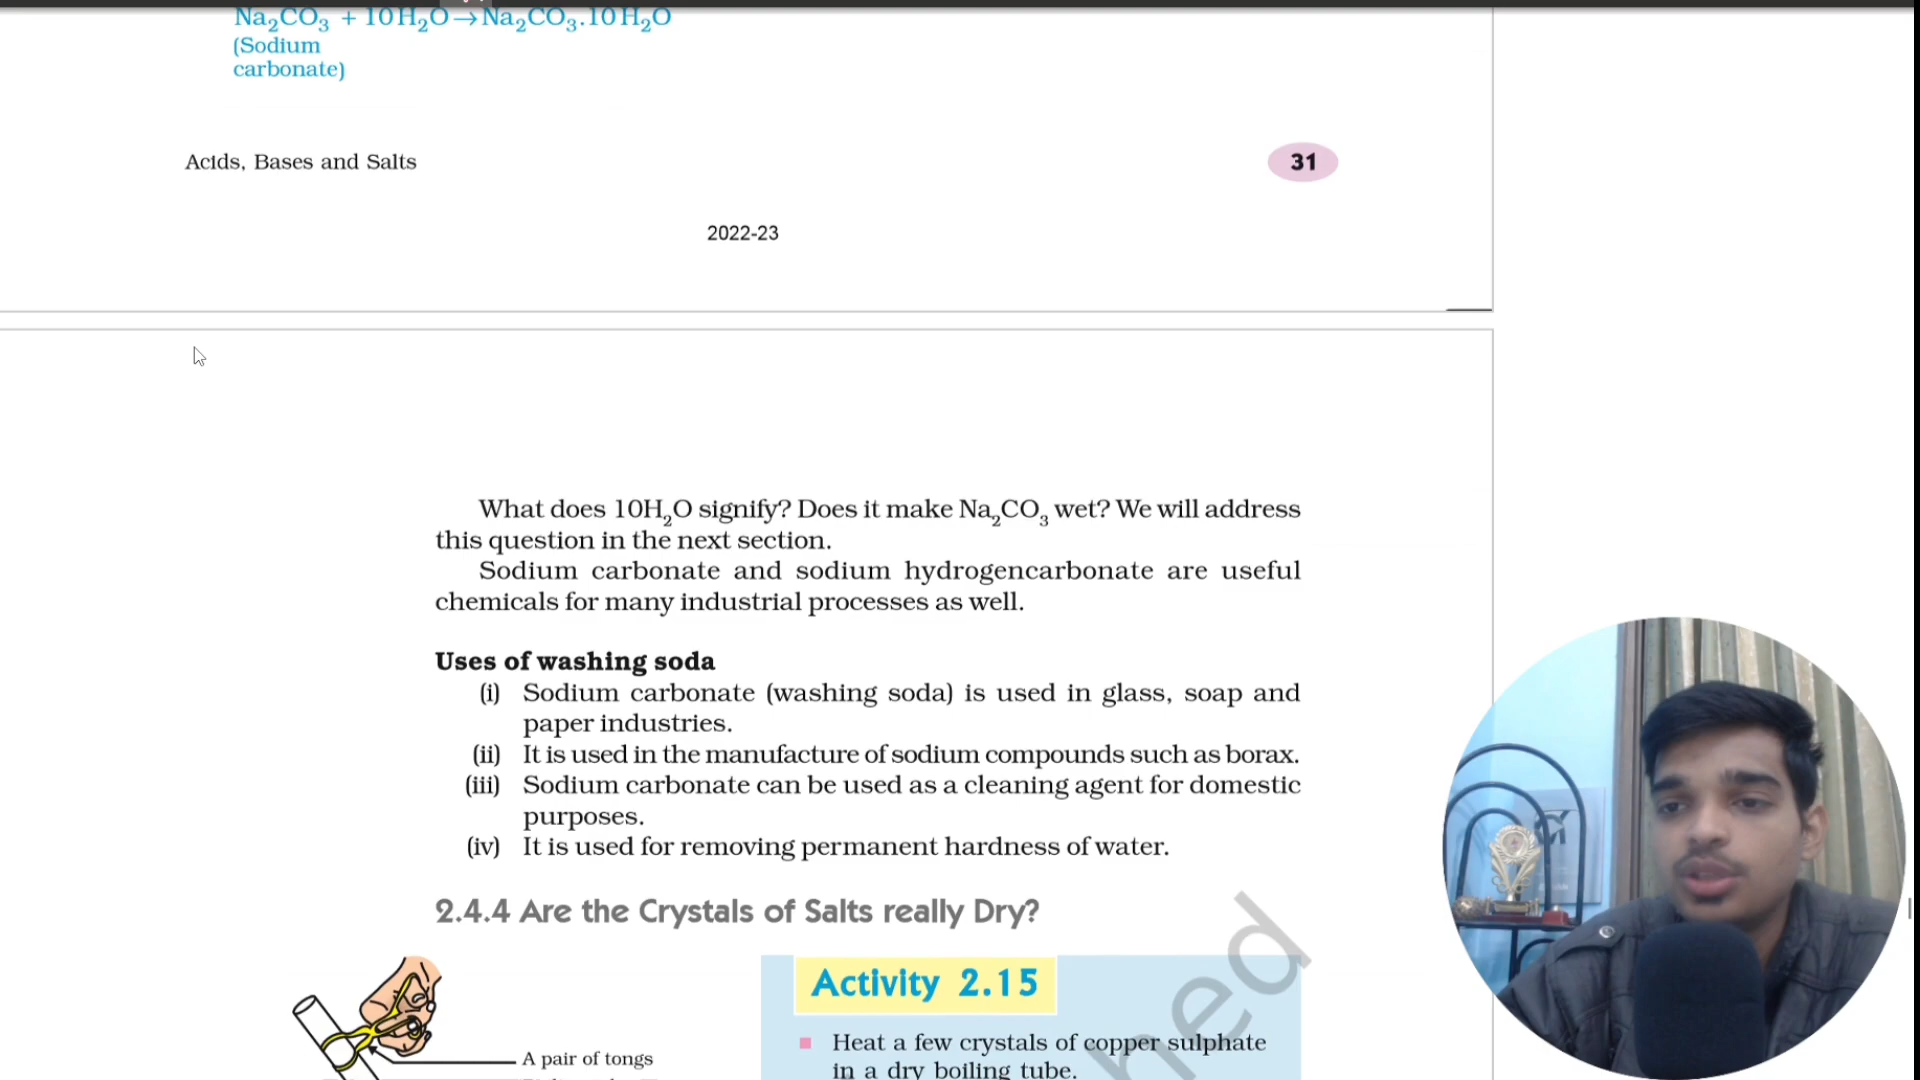 Na₂CO₃ + 10H₂O → Na₂CO₃.10H₂O
(Sodium
carbonate)
Acids, Bases and Salts
31
2022-23
What does 10H₂O signify? Does it make Na₂CO₃ wet? We will address
this question in the next section.
Sodium carbonate and sodium hydrogencarbonate are useful
chemicals for many industrial processes as well.
Uses of washing soda
(i) Sodium carbonate (washing soda) is used in glass, soap and
paper industries.
(ii) It is used in the manufacture of sodium compounds such as borax.
(iii) Sodium carbonate can be used as a cleaning agent for domestic
purposes.
(iv) It is used for removing permanent hardness of water.
2.4.4 Are the Crystals of Salts really Dry?
Activity 2.15
Heat a few crystals of copper sulphate
in a dry boiling tube.
A pair of tongs
hed